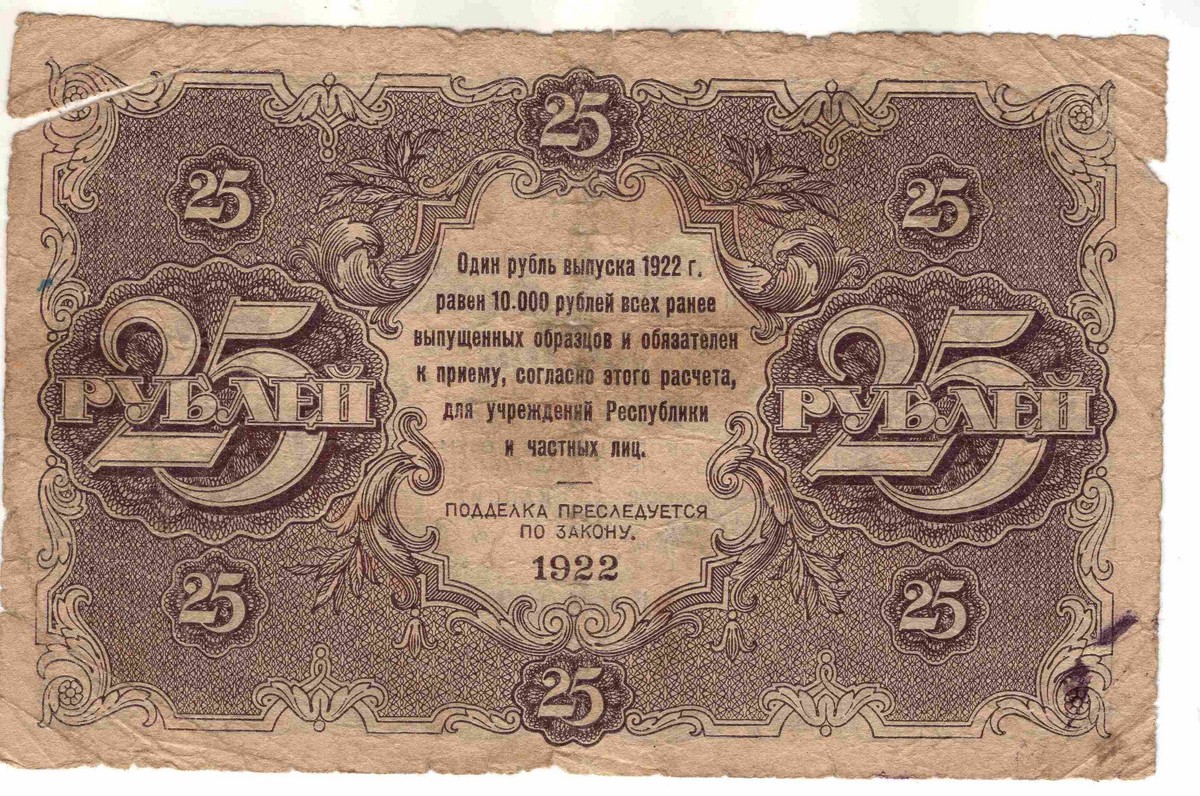 25
25
25
Один рубль выпуска 1922 г.
равен 10.000 рублей всех ранее
выпущенных образцов и обязателен
к приему, согласно этого расчета,
для учреждений Республики
и частных лиц.
25
РУБЛЕЙ
25
РУБЛЕЙ
ПОДДЕЛКА ПРЕСЛЕДУЕТСЯ
ПО ЗАКОНУ.
1922
25
25
25